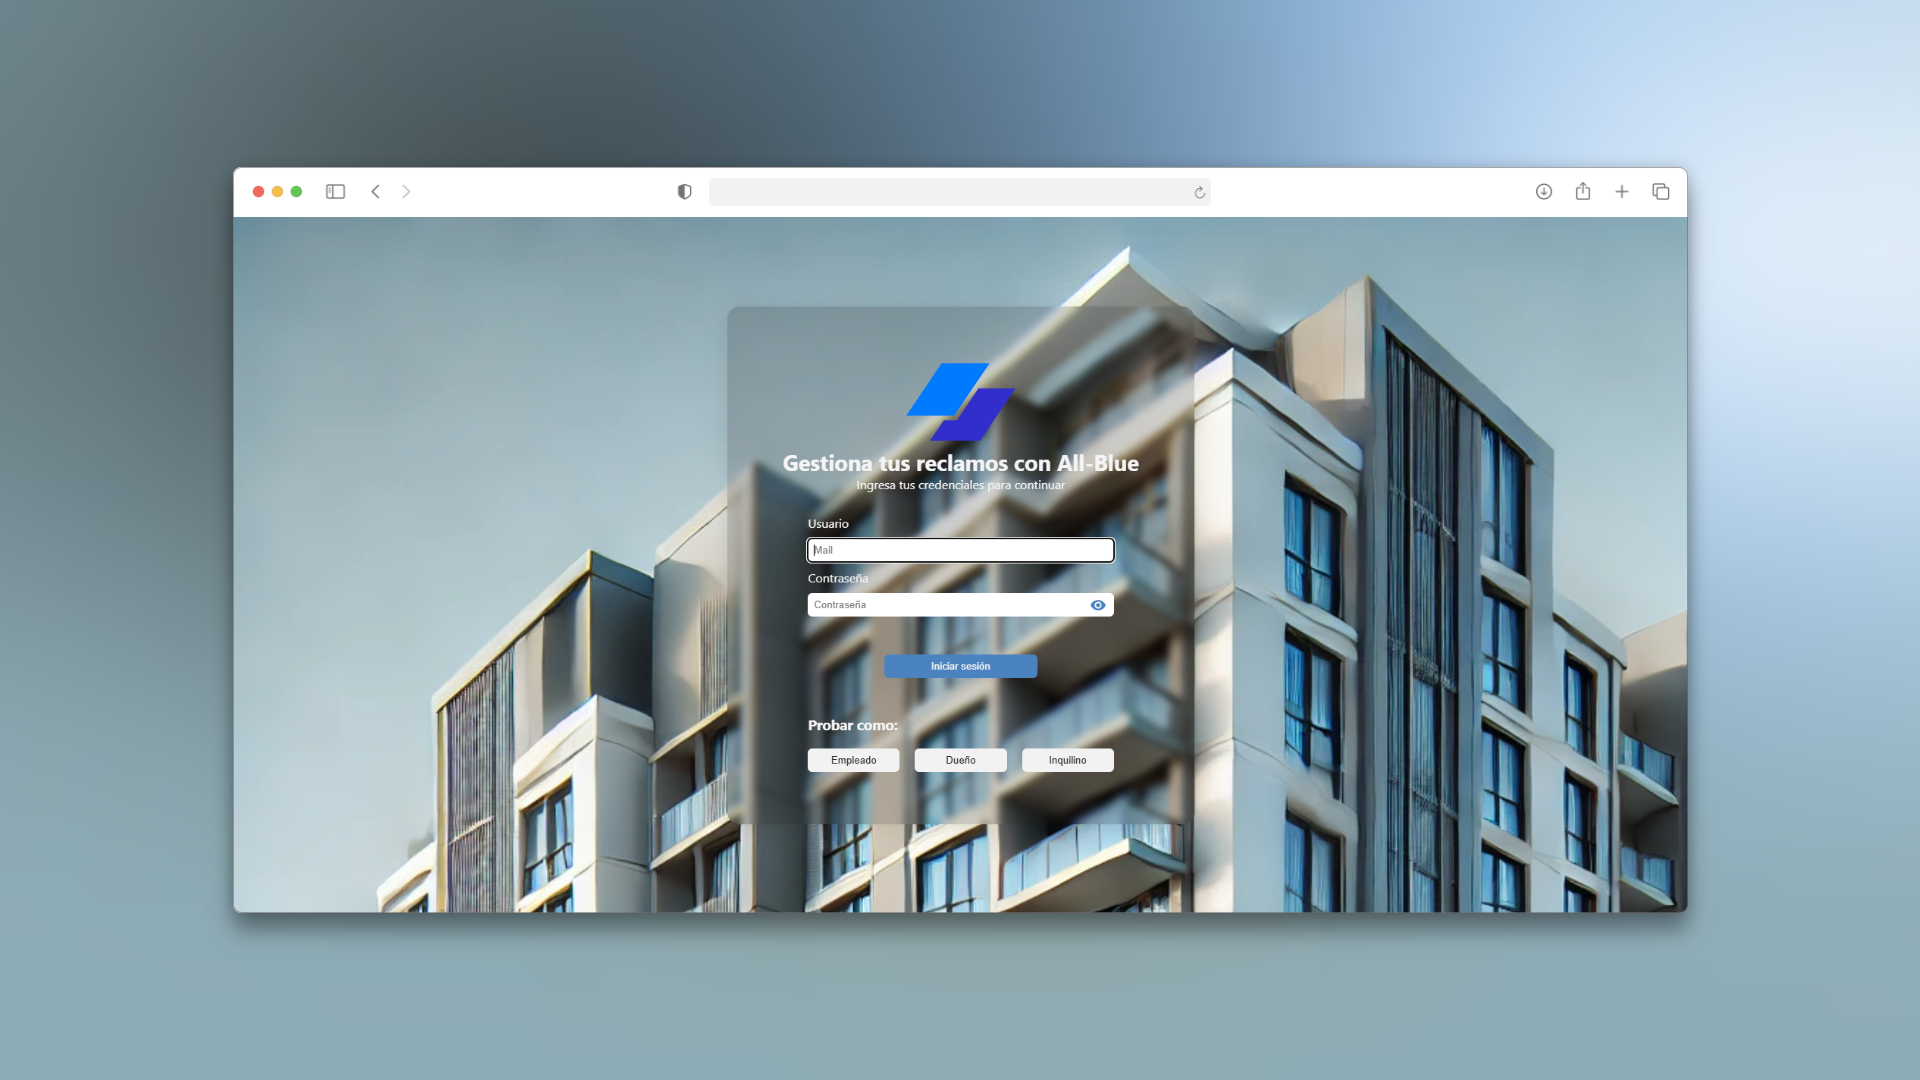 Gestiona tus reclamos con All-Blue
Ingresa tus credenciales para continuar
Usuario
Mail
Contraseña
Contraseña
Iniciar sesión
Probar como:
Empleado Dueño Inquilino